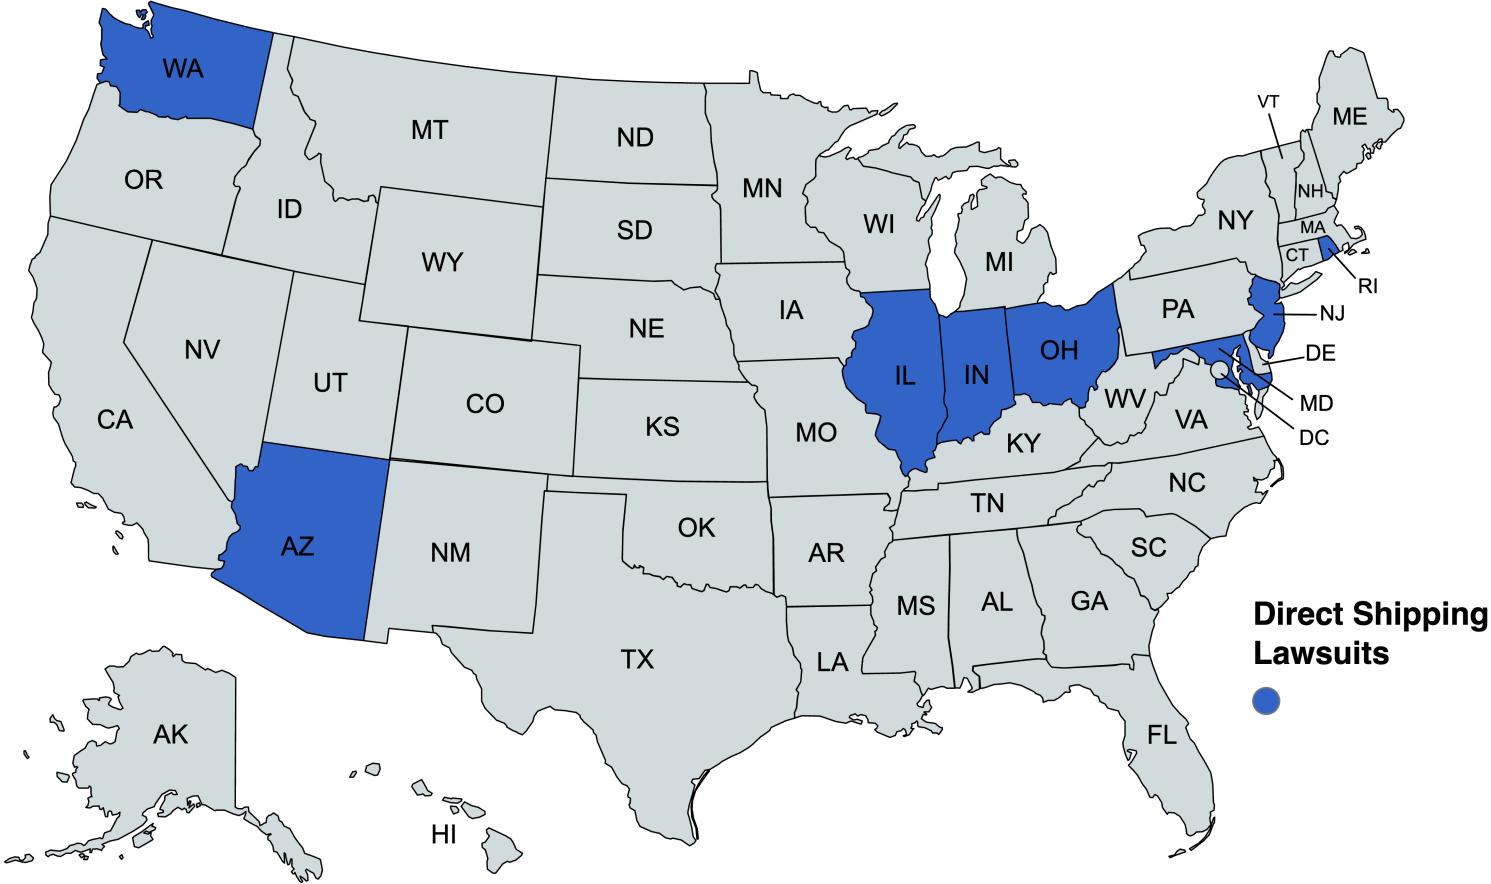 WA
MT
ND
MN
VT
ME
OR
ID
SD
WI
MI
NY
NH
MA
CT
RI
WY
IA
PA
NJ
NV
UT
CO
NE
IL
IN
OH
DE
MD
DC
CA
KS
MO
KY
WV
VA
AZ
NM
OK
AR
TN
NC
SC
MS
AL
GA
TX
LA
FL
AK
HI
Direct Shipping
Lawsuits